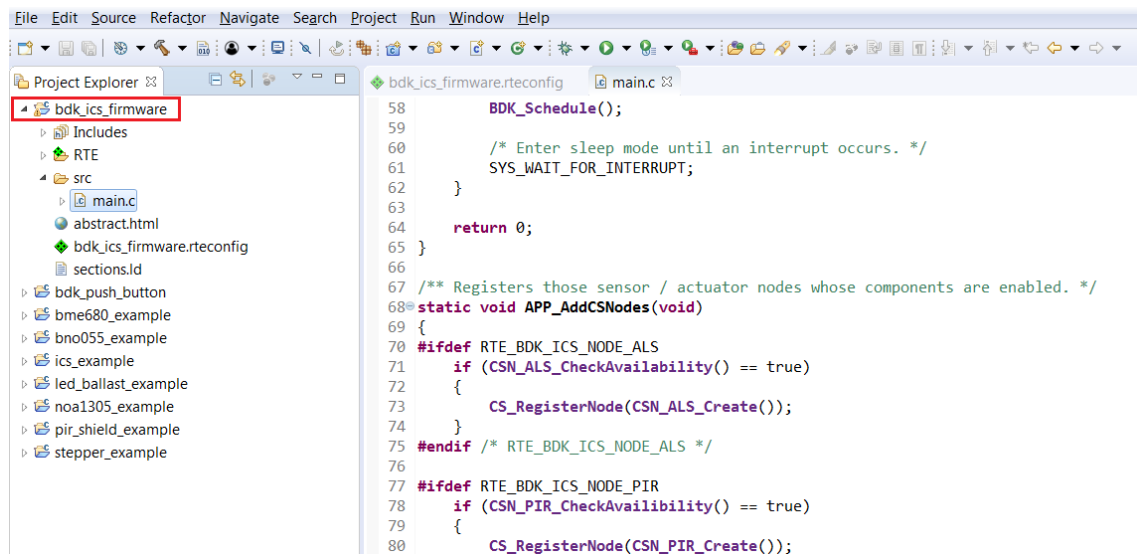 File Edit Source Refactor Navigate Search Project Run Window Help
010
Project Explorer
bdk_ics_firmware
Includes
RTE
src
main.c
abstract.html
bdk_ics_firmware.rteconfig
sections.ld
bdk_push_button
bme680_example
bno055_example
ics_example
led_ballast_example
noa1305_example
pir_shield_example
stepper_example
bdk_ics_firmware.rteconfig main.c
58 BDK_Schedule();
59
60 /* Enter sleep mode until an interrupt occurs. */
61 SYS_WAIT_FOR_INTERRUPT;
62 }
63
64 return 0;
65 }
66
67 /** Registers those sensor / actuator nodes whose components are enabled. */
68 static void APP_AddCSNodes(void)
69 {
70 #ifdef RTE_BDK_ICS_NODE_ALS
71 if (CSN_ALS_CheckAvailability() == true)
72 {
73 CS_RegisterNode(CSN_ALS_Create());
74 }
75 #endif /* RTE_BDK_ICS_NODE_ALS */
76
77 #ifdef RTE_BDK_ICS_NODE_PIR
78 if (CSN_PIR_CheckAvailibility() == true)
79 {
80 CS_RegisterNode(CSN_PIR_Create());